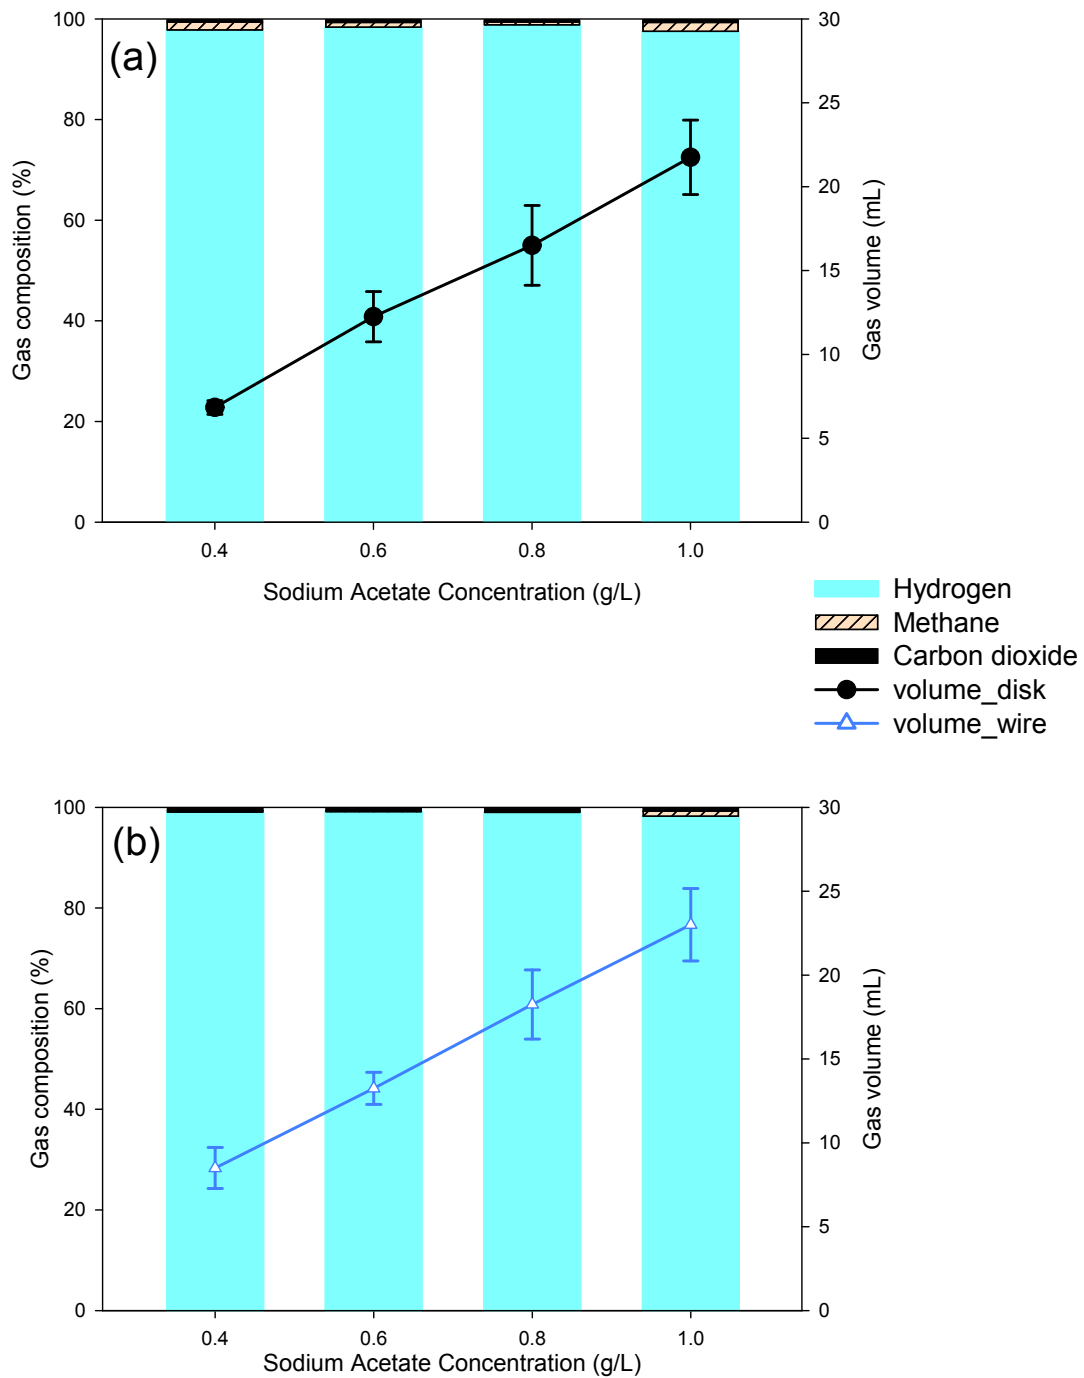 (a)
100
80
60
40
20
0
Gas composition (%)
30
25
20
15
10
5
0
Gas volume (mL)
0.4 0.6 0.8 1.0
Sodium Acetate Concentration (g/L)
Hydrogen
Methane
Carbon dioxide
volume_disk
volume_wire
(b)
100
80
60
40
20
0
Gas composition (%)
30
25
20
15
10
5
0
Gas volume (mL)
0.4 0.6 0.8 1.0
Sodium Acetate Concentration (g/L)